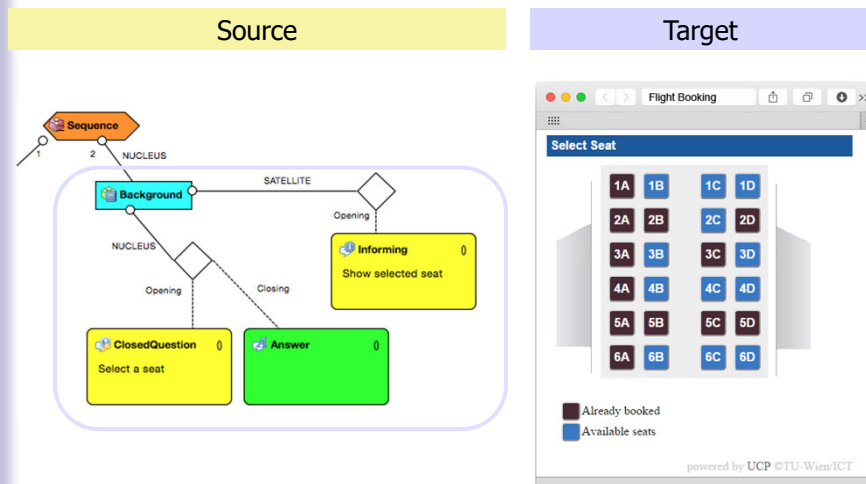 Source
Target
Sequence
1
2
NUCLEUS
Background
SATELLITE
NUCLEUS
Opening
Informing
()
Show selected seat
Opening
Closing
ClosedQuestion
()
Select a seat
Answer
()
Flight Booking
Select Seat
1A 1B 1C 1D
2A 2B 2C 2D
3A 3B 3C 3D
4A 4B 4C 4D
5A 5B 5C 5D
6A 6B 6C 6D
Already booked
Available seats
powered by UCP ©TU-Wien/ICT